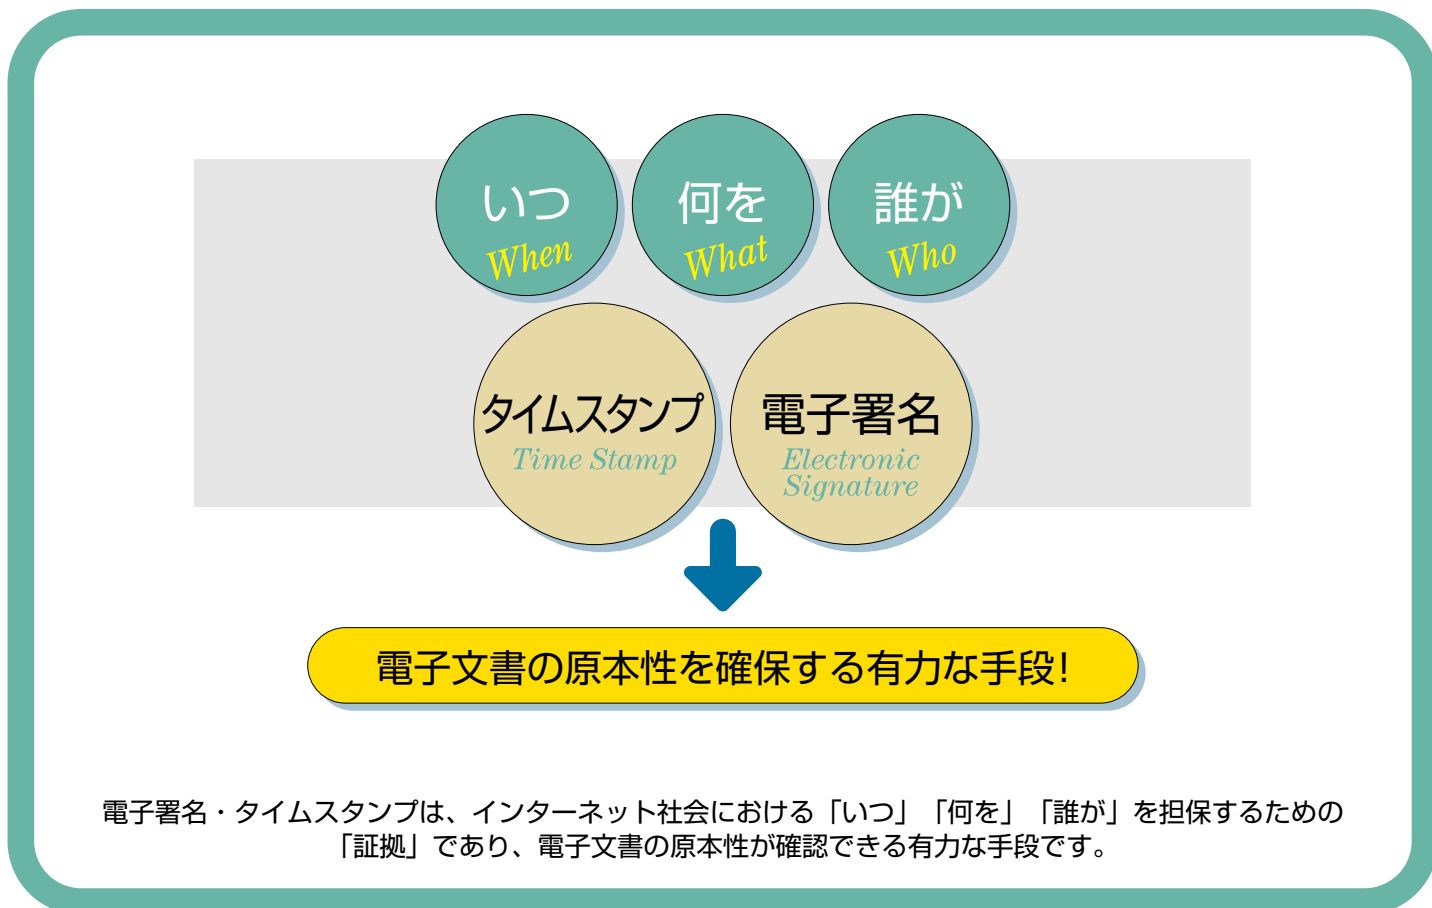 いつ
When
何を
What
誰が
Who
タイムスタンプ
Time Stamp
電子署名
Electronic
Signature
電子文書の原本性を確保する有力な手段!
電子署名・タイムスタンプは、インターネット社会における「いつ」「何を」「誰が」を担保するための
「証拠」であり、電子文書の原本性が確認できる有力な手段です。